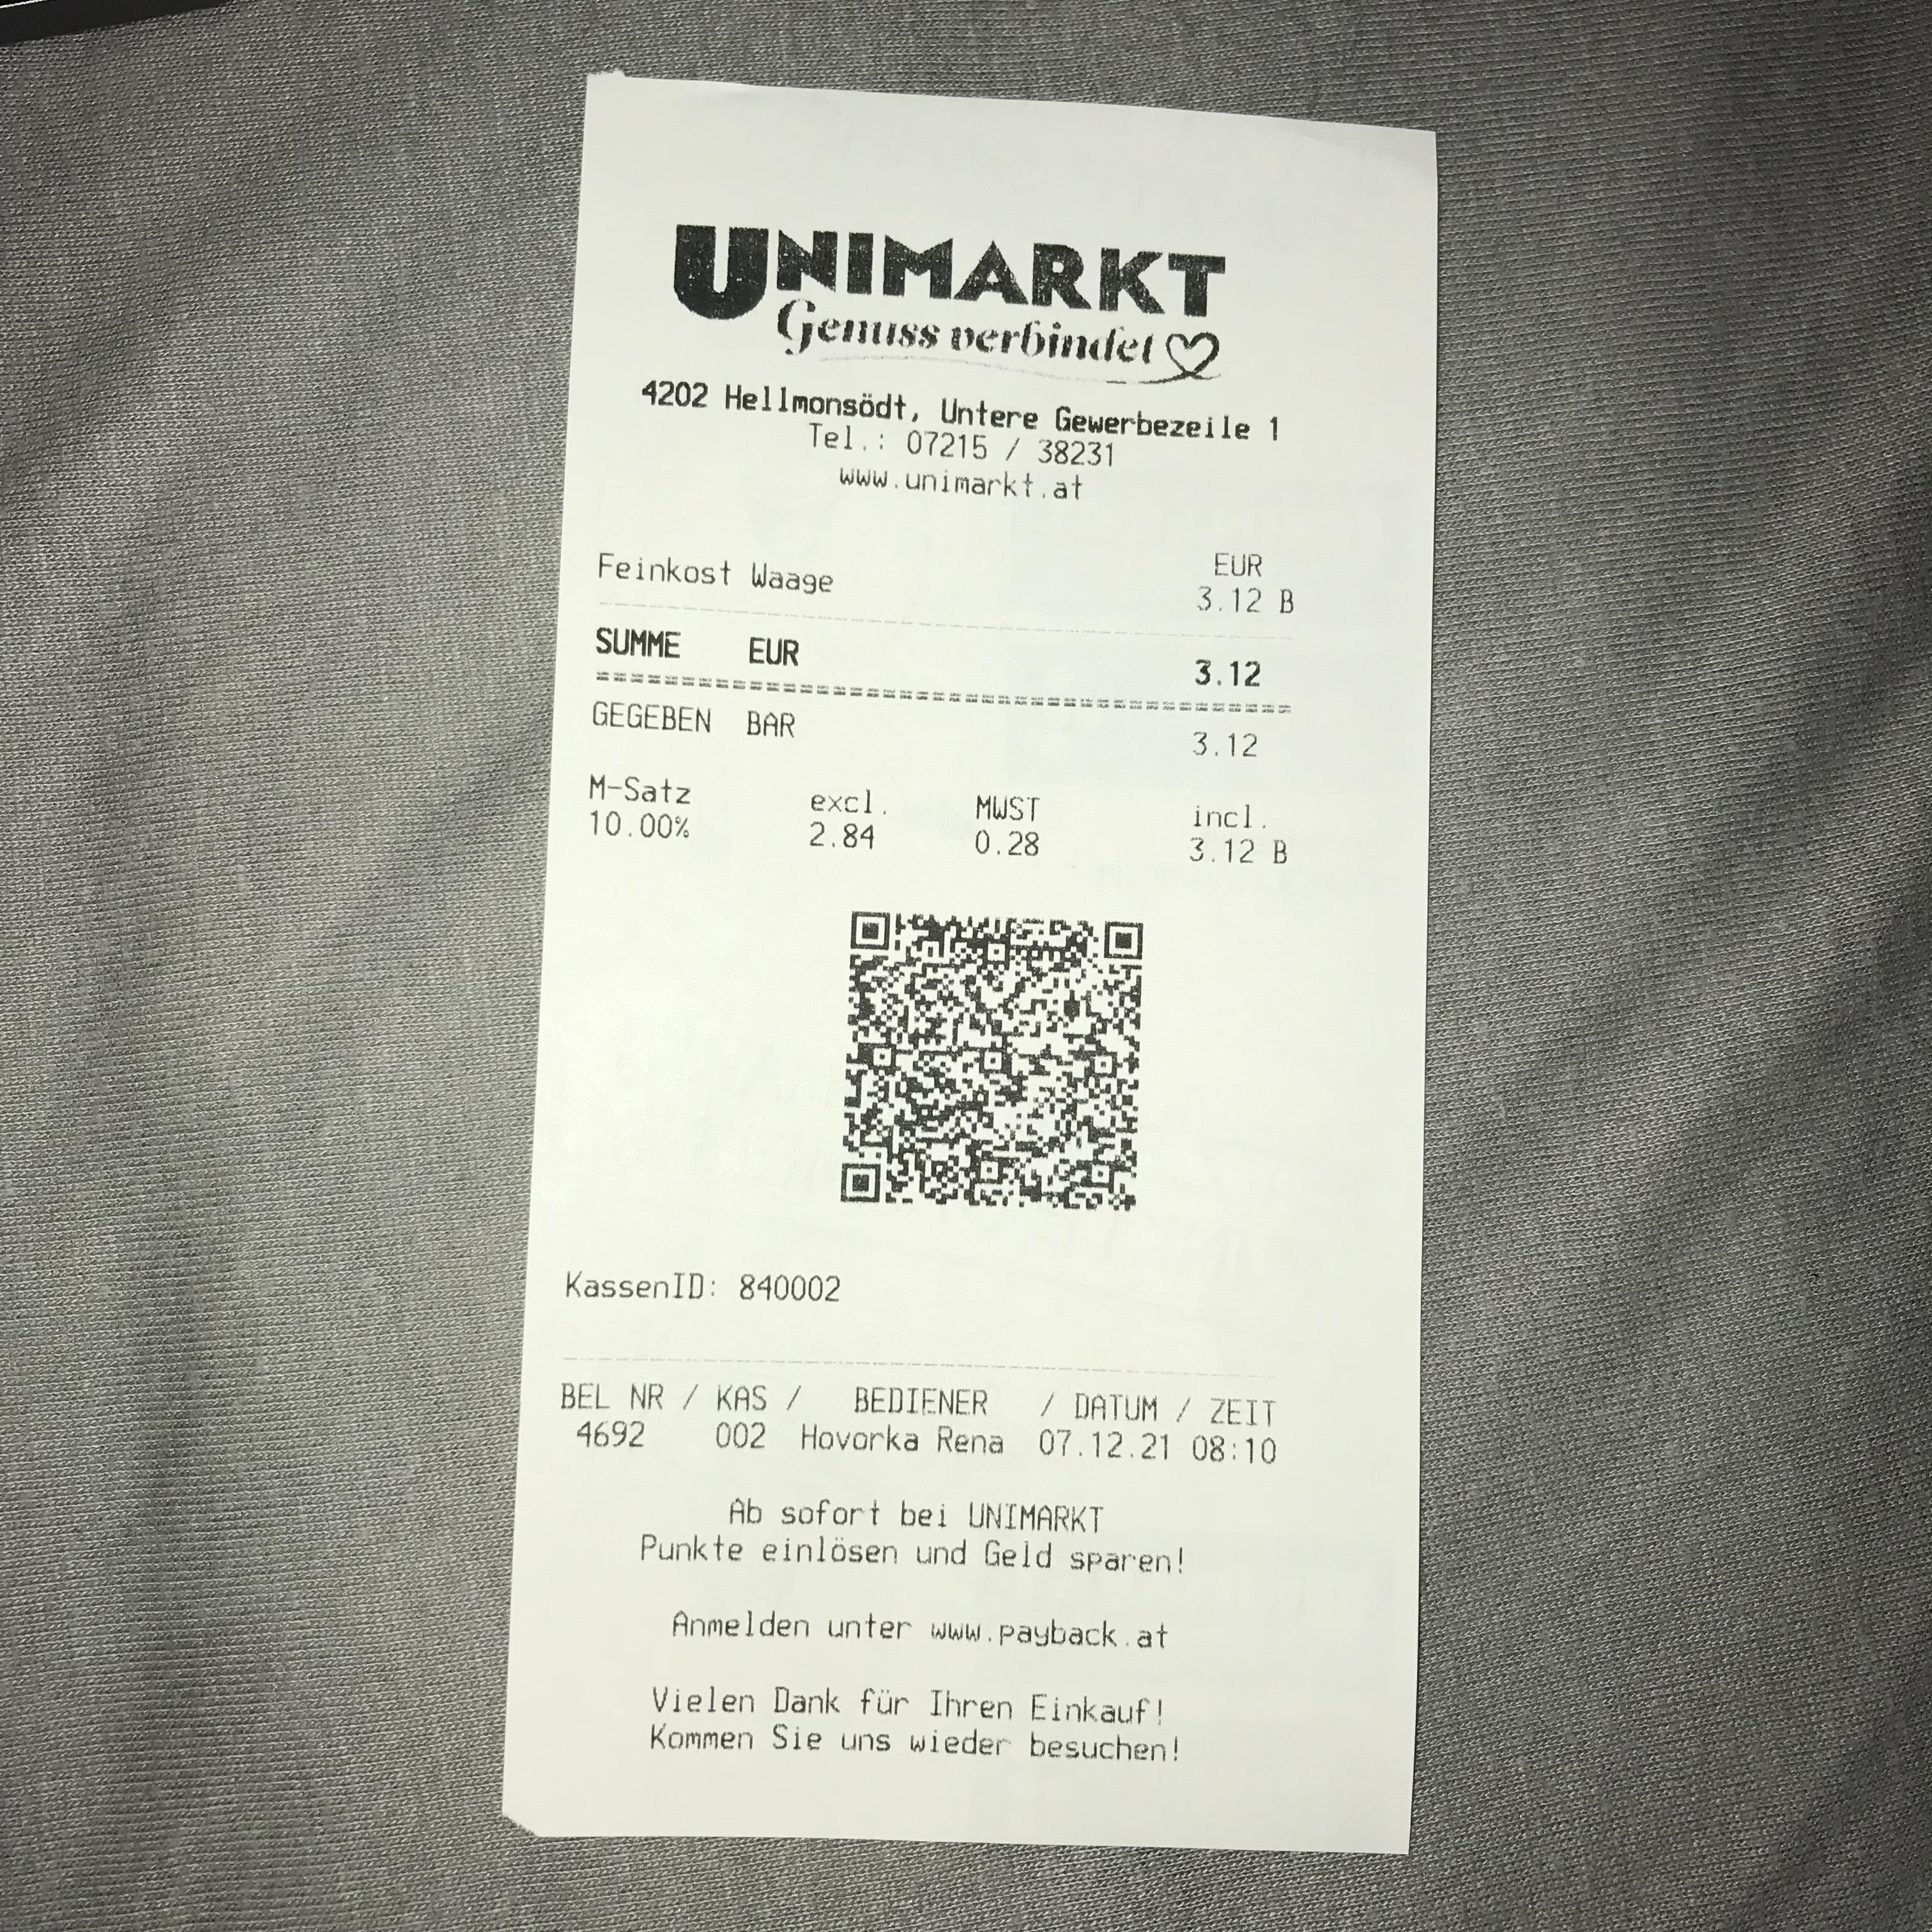 UNIMARKT
Genuss verbindet
4202 Hellmonsödt, Untere Gewerbezeile 1
Tel.: 07215 / 38231
www.unimarkt.at
EUR
Feinkost Waage 3.12 B
SUMME EUR 3.12
GEGEBEN BAR 3.12
M-Satz excl. MWST incl.
10.00% 2.84 0.28 3.12 B
KassenID: 840002
BEL NR / KAS / BEDIENER / DATUM / ZEIT
4692 002 Hovorka Rena 07.12.21 08:10
Ab sofort bei UNIMARKT
Punkte einlösen und Geld sparen!
Anmelden unter www.payback.at
Vielen Dank für Ihren Einkauf!
Kommen Sie uns wieder besuchen!